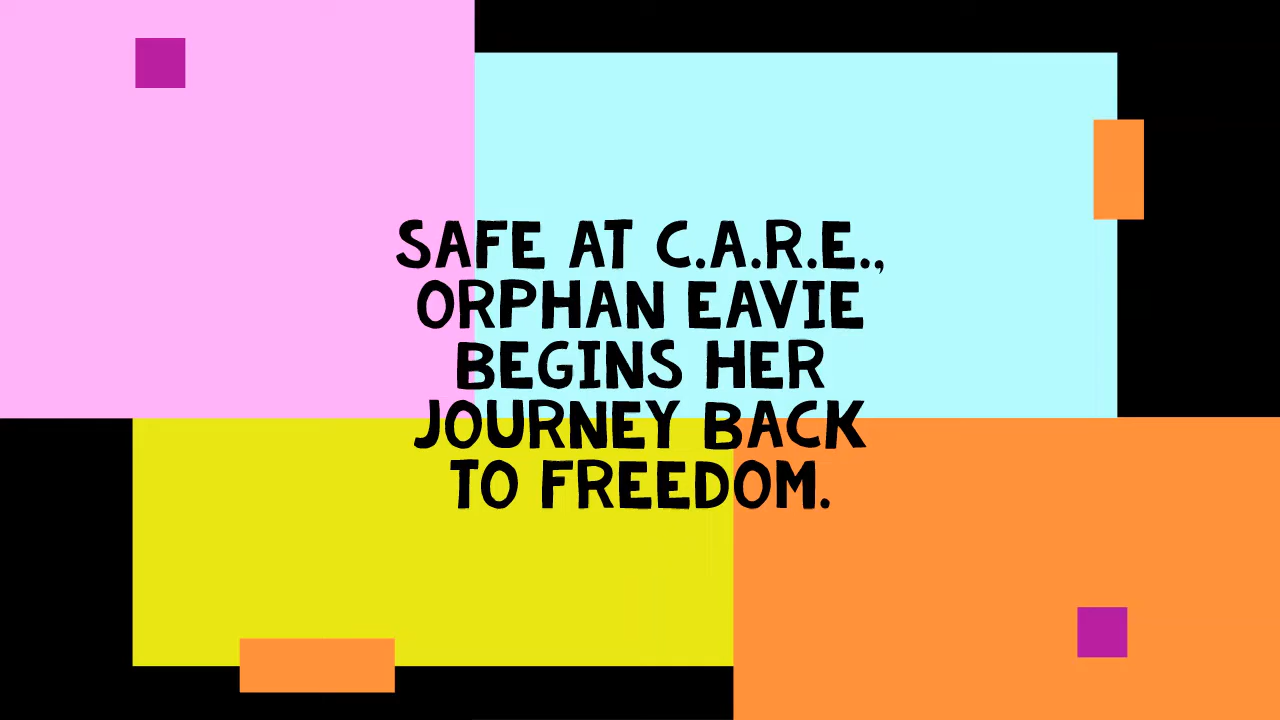 SAFE AT C.A.R.E.,
ORPHAN EAVIE
BEGINS HER
JOURNEY BACK
TO FREEDOM.